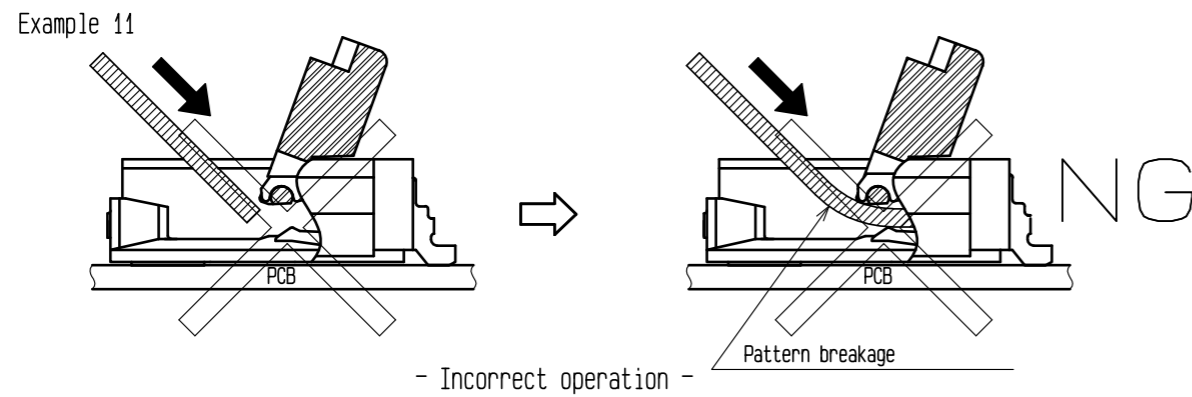 Example 11
NG
PCB
PCB
Pattern breakage
- Incorrect operation -